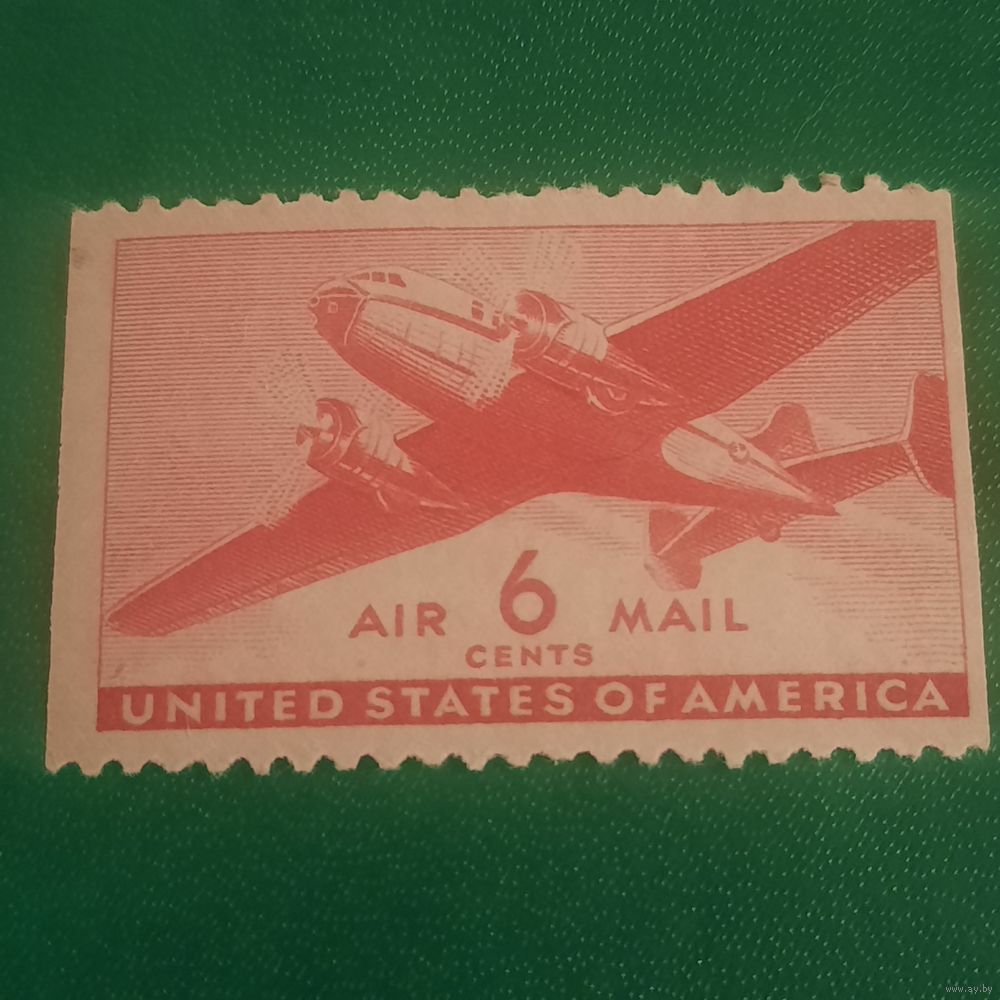 AIR 6 MAIL
CENTS
UNITED STATES OF AMERICA
www.ay.by